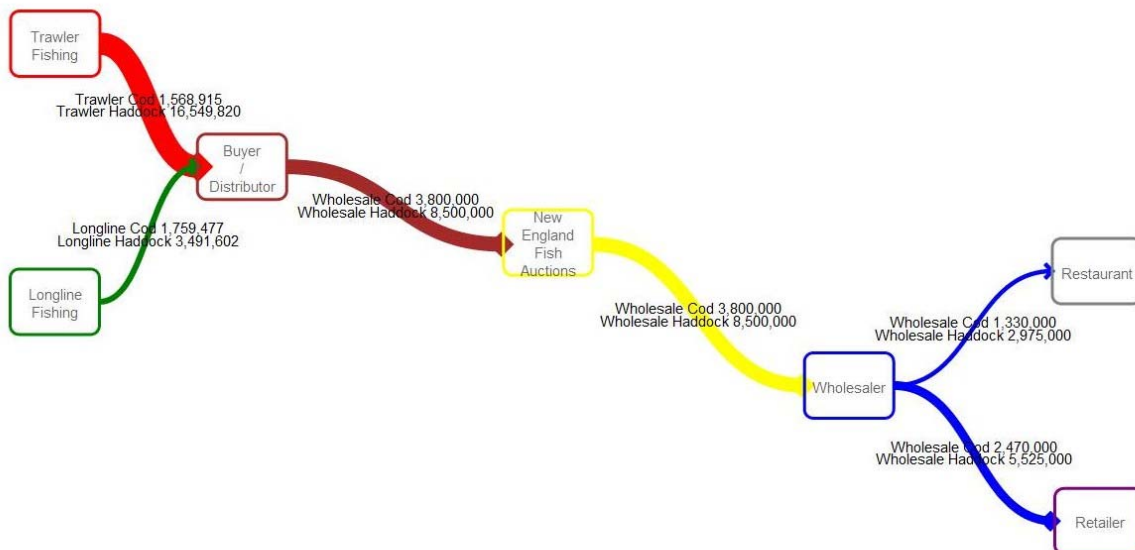 Trawler
Fishing
Trawler Cod 1,568,915
Trawler Haddock 16,549,820
Buyer
/
Distributor
Longline Cod 1,759,477
Longline Haddock 3,491,602
Longline
Fishing
Wholesale Cod 3,800,000
Wholesale Haddock 8,500,000
New
England
Fish
Auctions
Wholesale Cod 3,800,000
Wholesale Haddock 8,500,000
Wholesaler
Restaurant
Wholesale Cod 1,330,000
Wholesale Haddock 2,975,000
Wholesale Cod 2,470,000
Wholesale Haddock 5,525,000
Retailer